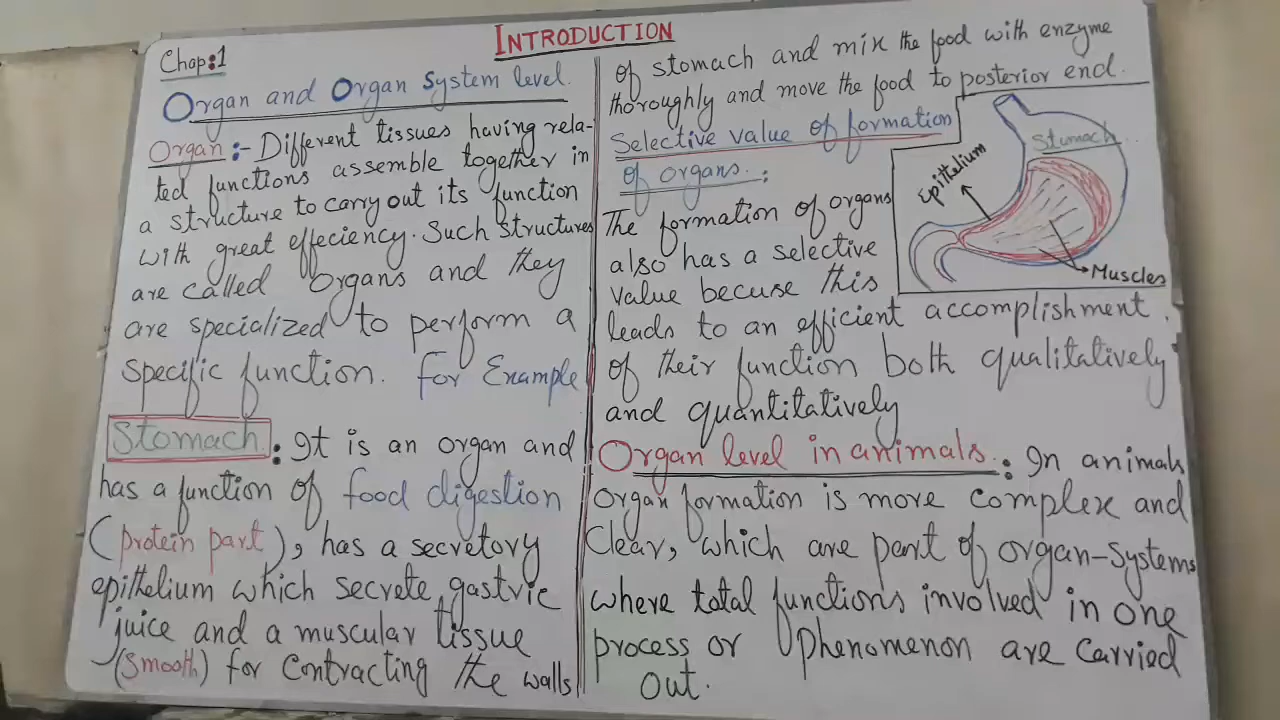 INTRODUCTION
Chap:1
Organ and Organ System level.
Organ :- Different tissues having rela-
ted functions assemble together in
a structure to carry out its function
with great effeciency. Such structures
are called Organs and they
are specialized to perform a
specific function. For Example
Stomach : It is an organ and
has a function of food digestion
(protein part), has a secretory
epithelium which secrete gastric
juice and a muscular tissue
(Smooth) for contracting the walls
of stomach and mix the food with enzyme
thoroughly and move the food to posterior end.
Selective value of formation
of organs. :
The formation of organs
also has a selective
value becuse this
leads to an efficient accomplishment.
of their function both qualitatively
and quantitatively
Stomach
Epithelium
Muscles
Organ level in animals. : In animals
Organ formation is more complex and
Clear, which are part of organ-systems
where total functions involved in one
process or phenomenon are carried
Out.